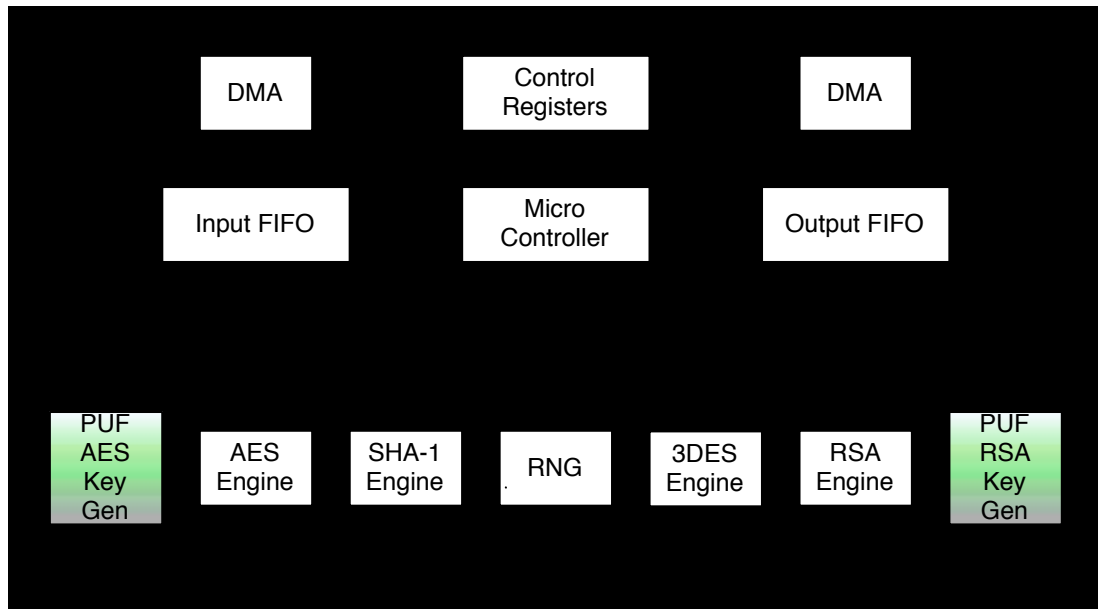 DMA
Control
Registers
DMA
Input FIFO
Micro
Controller
Output FIFO
PUF
AES
Key
Gen
AES
Engine
SHA-1
Engine
RNG
3DES
Engine
RSA
Engine
PUF
RSA
Key
Gen